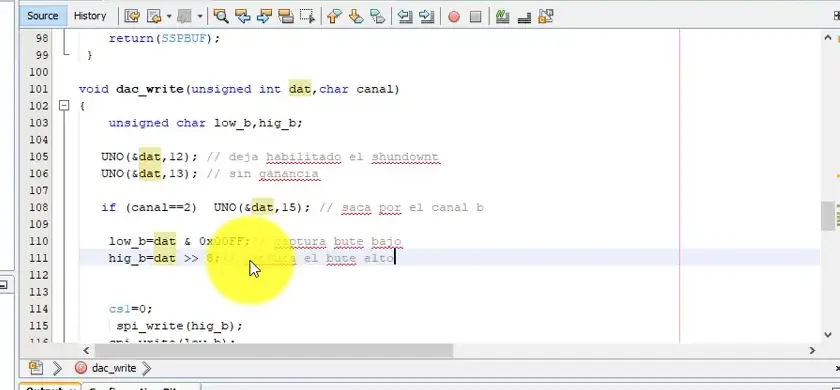 Source History
98 return(SSPBUF);
99 }
100
101 void dac_write(unsigned int dat,char canal)
102 {
103 unsigned char low_b,hig_b;
104
105 UNO(&dat,12); // deja habilitado el shundownt
106 UNO(&dat,13); // sin ganancia
107
108 if (canal==2) UNO(&dat,15); // saca por el canal b
109
110 low_b=dat & 0x00FF;// captura bute bajo
111 hig_b=dat >> 8; el bute alto
112
113
114 cs1=0;
115 spi_write(hig_b);
116 spi_write(low_b);
dac_write
Output